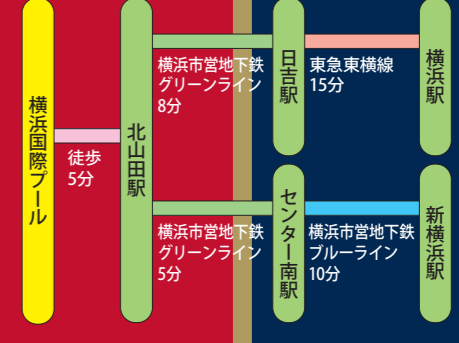 横浜国際プール
徒歩
5分
北山田駅
横浜市営地下鉄
グリーンライン
8分
日吉駅
東急東横線
15分
横浜駅
横浜市営地下鉄
グリーンライン
5分
センター南駅
横浜市営地下鉄
ブルーライン
10分
新横浜駅